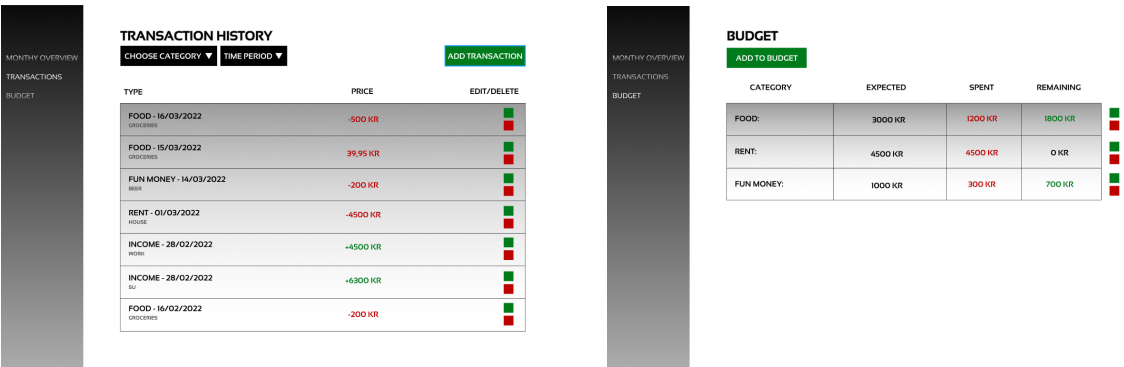 MONTHY OVERVIEW
TRANSACTIONS
BUDGET
TRANSACTION HISTORY
CHOOSE CATEGORY ▼ TIME PERIOD ▼ ADD TRANSACTION
TYPE PRICE EDIT/DELETE
FOOD - 16/03/2022 -500 KR
GROCERIES
FOOD - 15/03/2022 39,95 KR
GROCERIES
FUN MONEY - 14/03/2022 -200 KR
BEER
RENT - 01/03/2022 -4500 KR
HOUSE
INCOME - 28/02/2022 +4500 KR
WORK
INCOME - 28/02/2022 +6300 KR
SU
FOOD - 16/02/2022 -200 KR
GROCERIES
MONTHY OVERVIEW
TRANSACTIONS
BUDGET
BUDGET
ADD TO BUDGET
CATEGORY EXPECTED SPENT REMAINING
FOOD: 3000 KR 1200 KR 1800 KR
RENT: 4500 KR 4500 KR 0 KR
FUN MONEY: 1000 KR 300 KR 700 KR